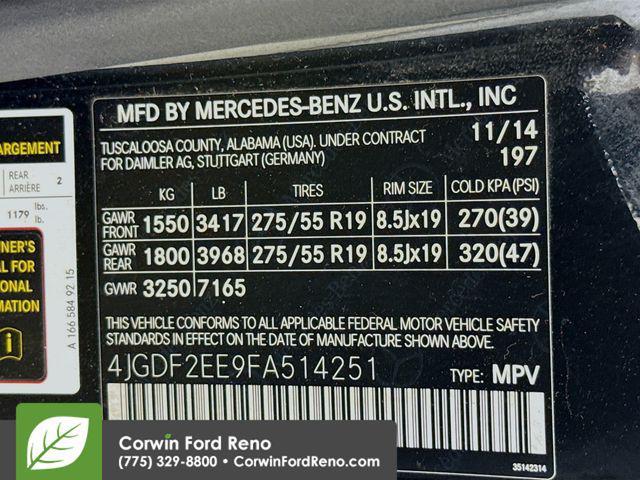 ARGEMENT
REAR
ARRIÈRE 2
1179 lbs.
lb.
NER'S
AL FOR
IONAL
MATION
A 166 584 92 15
MFD BY MERCEDES-BENZ U.S. INTL., INC
TUSCALOOSA COUNTY, ALABAMA (USA). UNDER CONTRACT 11/14
FOR DAIMLER AG, STUTTGART (GERMANY) 197
KG LB TIRES RIM SIZE COLD KPA (PSI)
GAWR FRONT 1550 3417 275/55 R19 8.5Jx19 270(39)
GAWR REAR 1800 3968 275/55 R19 8.5Jx19 320(47)
GVWR 3250 7165
THIS VEHICLE CONFORMS TO ALL APPLICABLE FEDERAL MOTOR VEHICLE SAFETY
STANDARDS IN EFFECT ON THE DATE OF MANUFACTURE SHOWN ABOVE.
4JGDF2EE9FA514251 TYPE: MPV
35142314
Corwin Ford Reno
(775) 329-8800 • CorwinFordReno.com